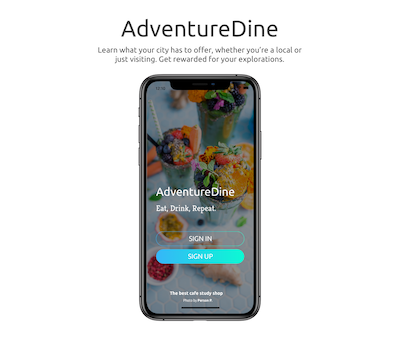 AdventureDine
Learn what your city has to offer, whether you're a local or
just visiting. Get rewarded for your explorations.
AdventureDine
Eat, Drink, Repeat.
SIGN IN
SIGN UP
The best cafe study shop
Photo by Person.R